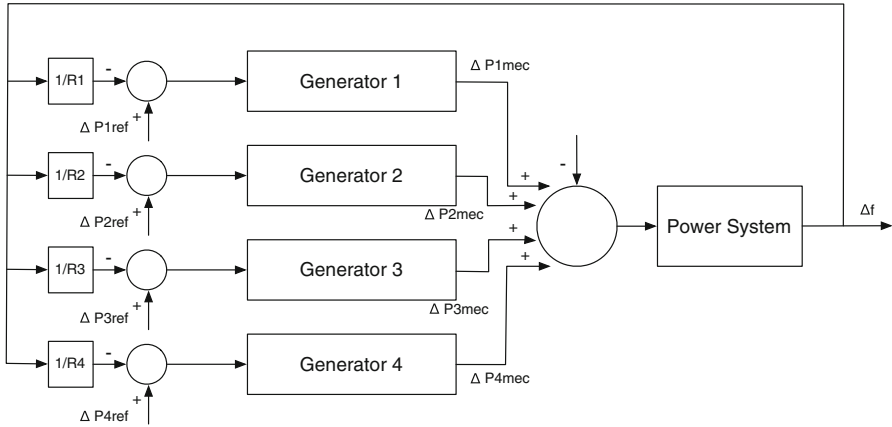 Δ P1mec
1/R1
-
Generator 1
+
Δ P1ref
-
1/R2
-
Generator 2
+
+
+
Δ P2ref
Δ P2mec
Δf
Power System
+
1/R3
-
Generator 3
+
+
Δ P3ref
Δ P3mec
1/R4
-
Generator 4
Δ P4mec
+
Δ P4ref